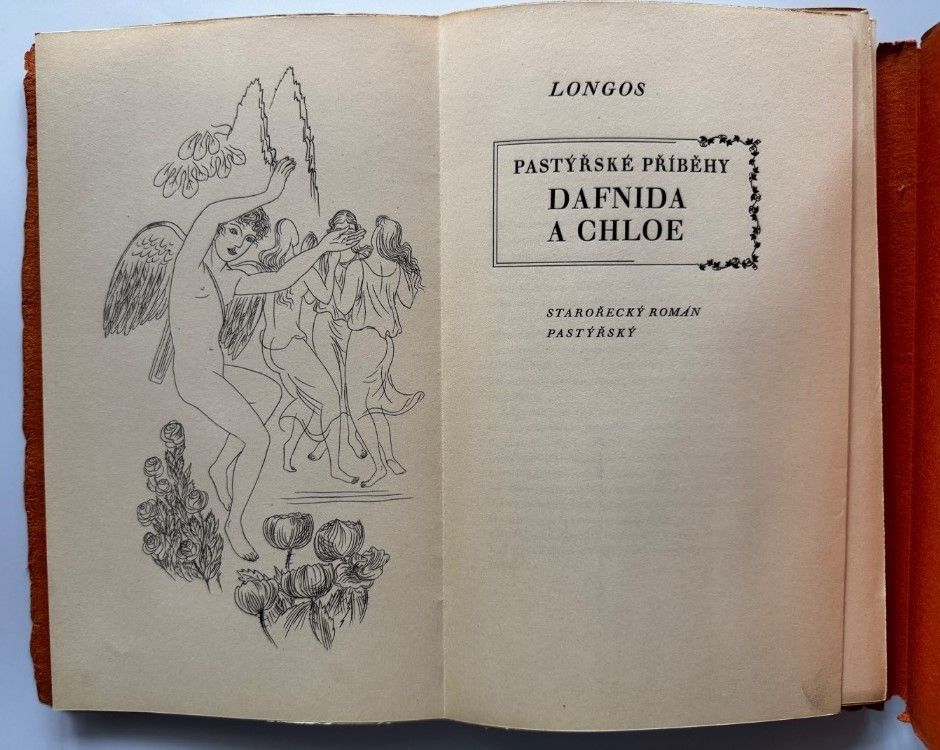 LONGOS
PASTÝŘSKÉ PŘÍBĚHY
DAFNIDA
A CHLOE
STAROŘECKÝ ROMÁN
PASTÝŘSKÝ